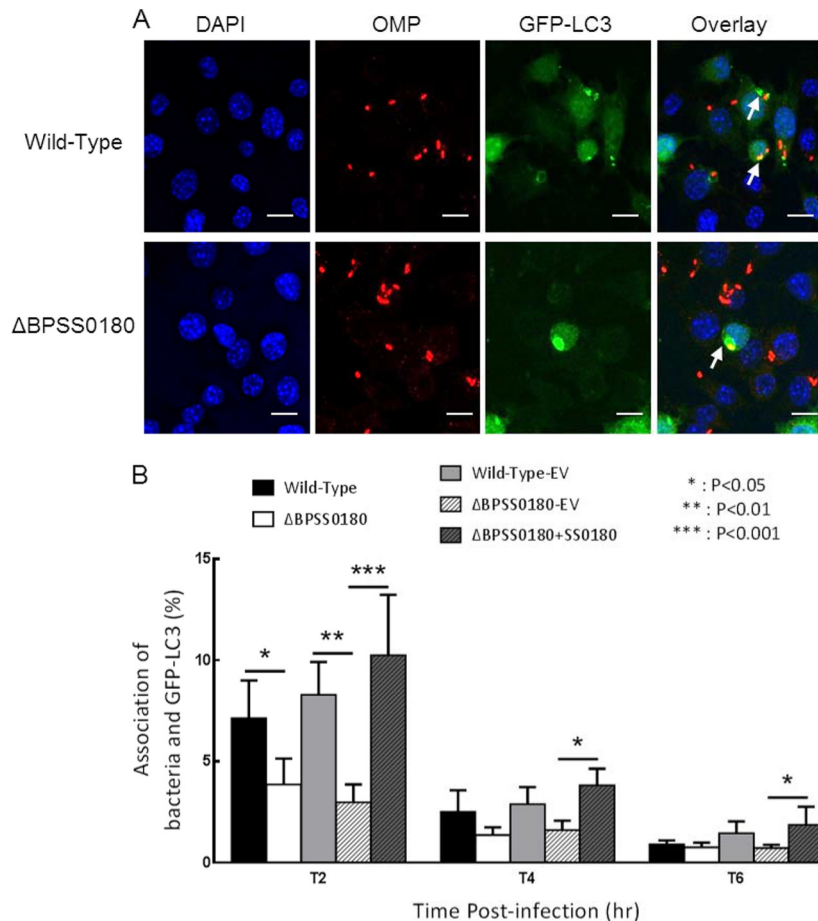 A
DAPI
OMP
GFP-LC3
Overlay
Wild-Type
ΔBPSS0180
B
Wild-Type
ΔBPSS0180
Wild-Type-EV
ΔBPSS0180-EV
ΔBPSS0180+SS0180
* : P<0.05
** : P<0.01
*** : P<0.001
Association of
bacteria and GFP-LC3 (%)
15
10
5
0
*
**
***
*
*
T2
T4
T6
Time Post-infection (hr)